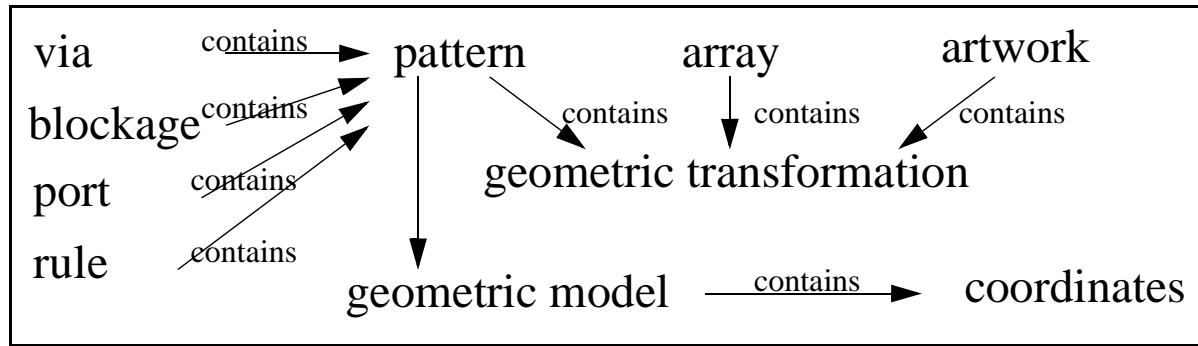 via contains pattern array artwork
blockage contains contains contains contains
port contains geometric transformation
rule contains
geometric model contains coordinates